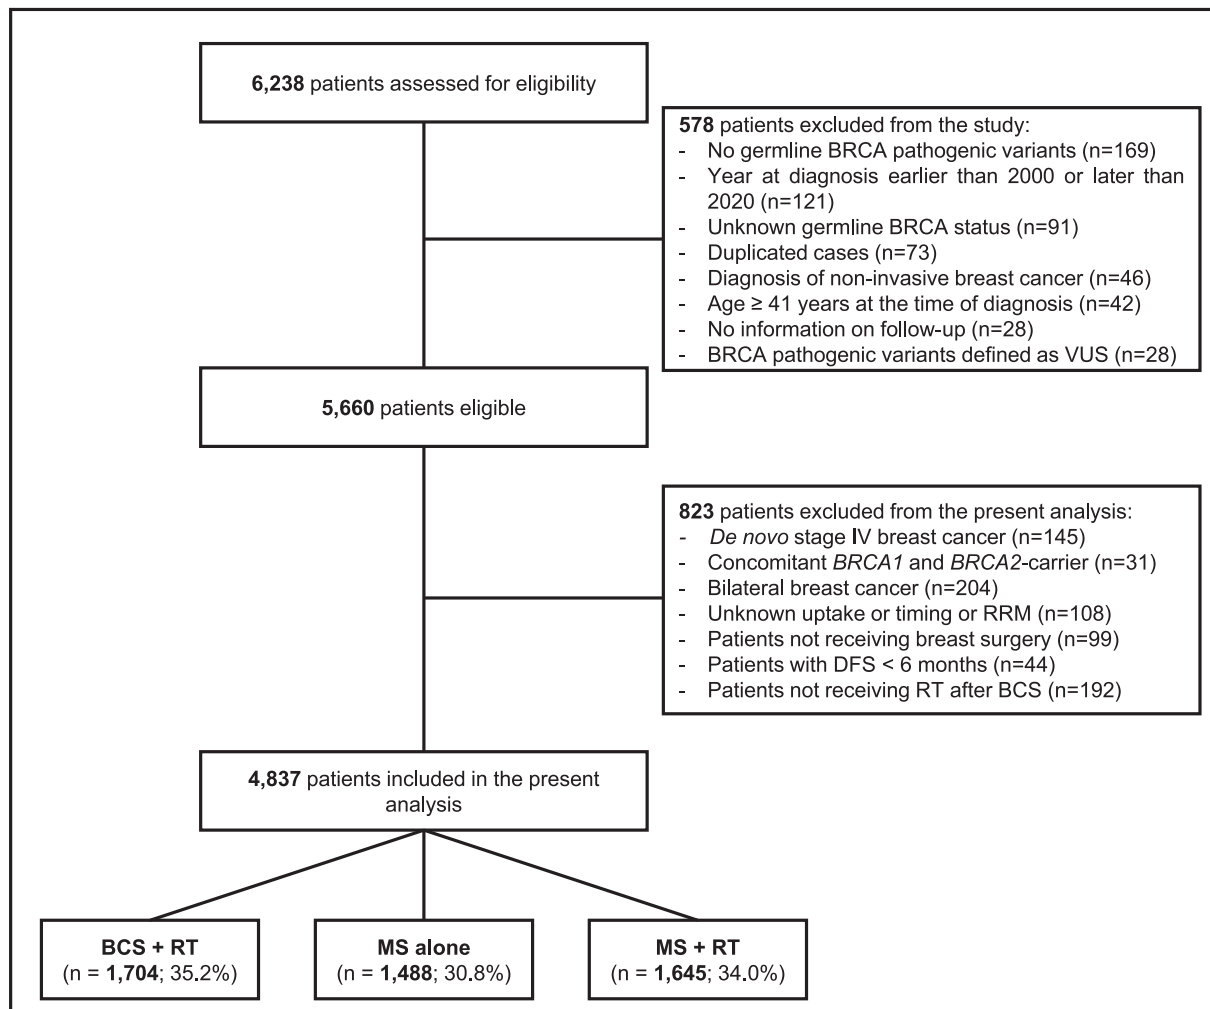 6,238 patients assessed for eligibility
578 patients excluded from the study:
- No germline BRCA pathogenic variants (n=169)
- Year at diagnosis earlier than 2000 or later than
2020 (n=121)
- Unknown germline BRCA status (n=91)
- Duplicated cases (n=73)
- Diagnosis of non-invasive breast cancer (n=46)
- Age ≥ 41 years at the time of diagnosis (n=42)
- No information on follow-up (n=28)
- BRCA pathogenic variants defined as VUS (n=28)
5,660 patients eligible
823 patients excluded from the present analysis:
- De novo stage IV breast cancer (n=145)
- Concomitant BRCA1 and BRCA2-carrier (n=31)
- Bilateral breast cancer (n=204)
- Unknown uptake or timing or RRM (n=108)
- Patients not receiving breast surgery (n=99)
- Patients with DFS < 6 months (n=44)
- Patients not receiving RT after BCS (n=192)
4,837 patients included in the present
analysis
BCS + RT
(n = 1,704; 35.2%)
MS alone
(n = 1,488; 30.8%)
MS + RT
(n = 1,645; 34.0%)